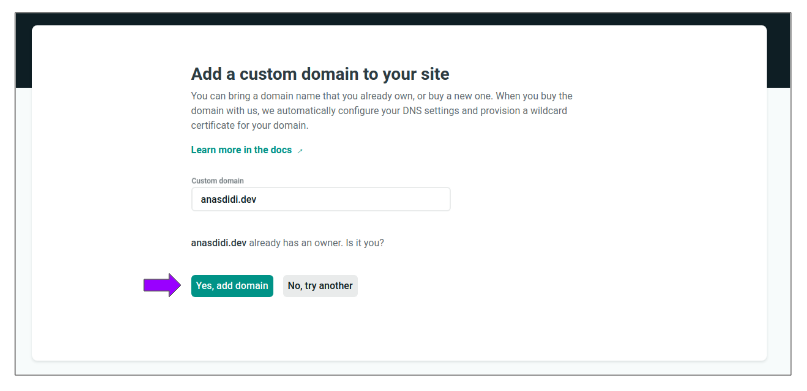 Add a custom domain to your site
You can bring a domain name that you already own, or buy a new one. When you buy the
domain with us, we automatically configure your DNS settings and provision a wildcard
certificate for your domain.
Learn more in the docs ↗
Custom domain
anasdidi.dev
anasdidi.dev already has an owner. Is it you?
Yes, add domain No, try another